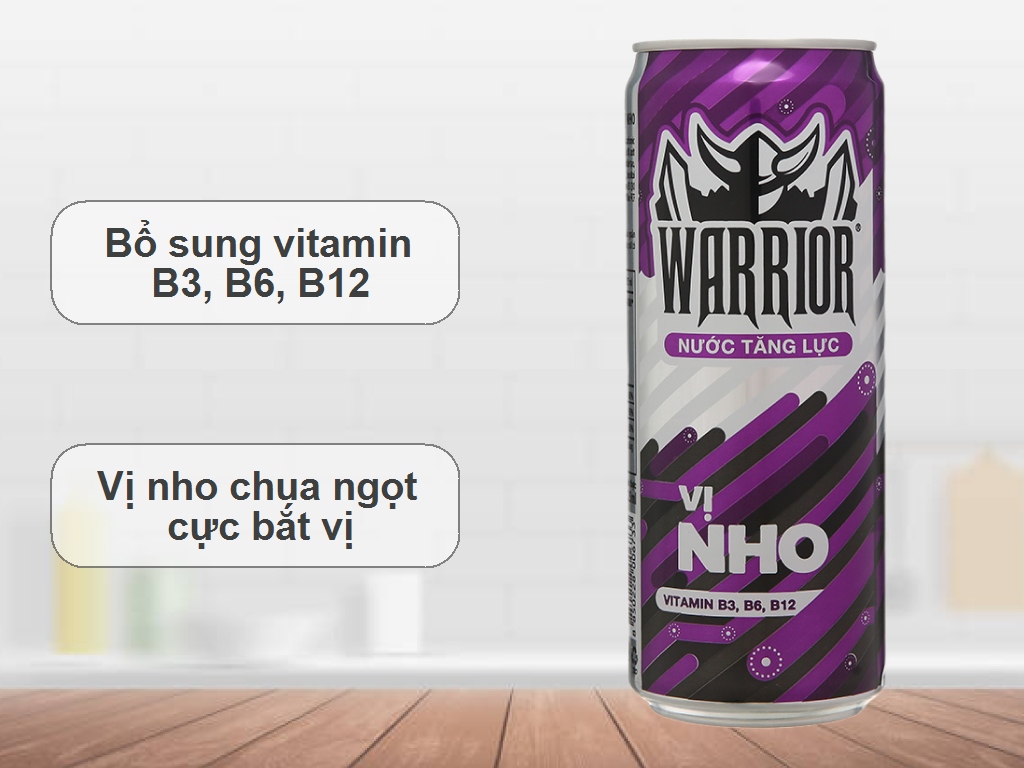 Bổ sung vitamin
B3, B6, B12
Vị nho chua ngọt
cực bắt vị
WARRIOR®
NƯỚC TĂNG LỰC
VỊ
NHO
VITAMIN B3, B6, B12